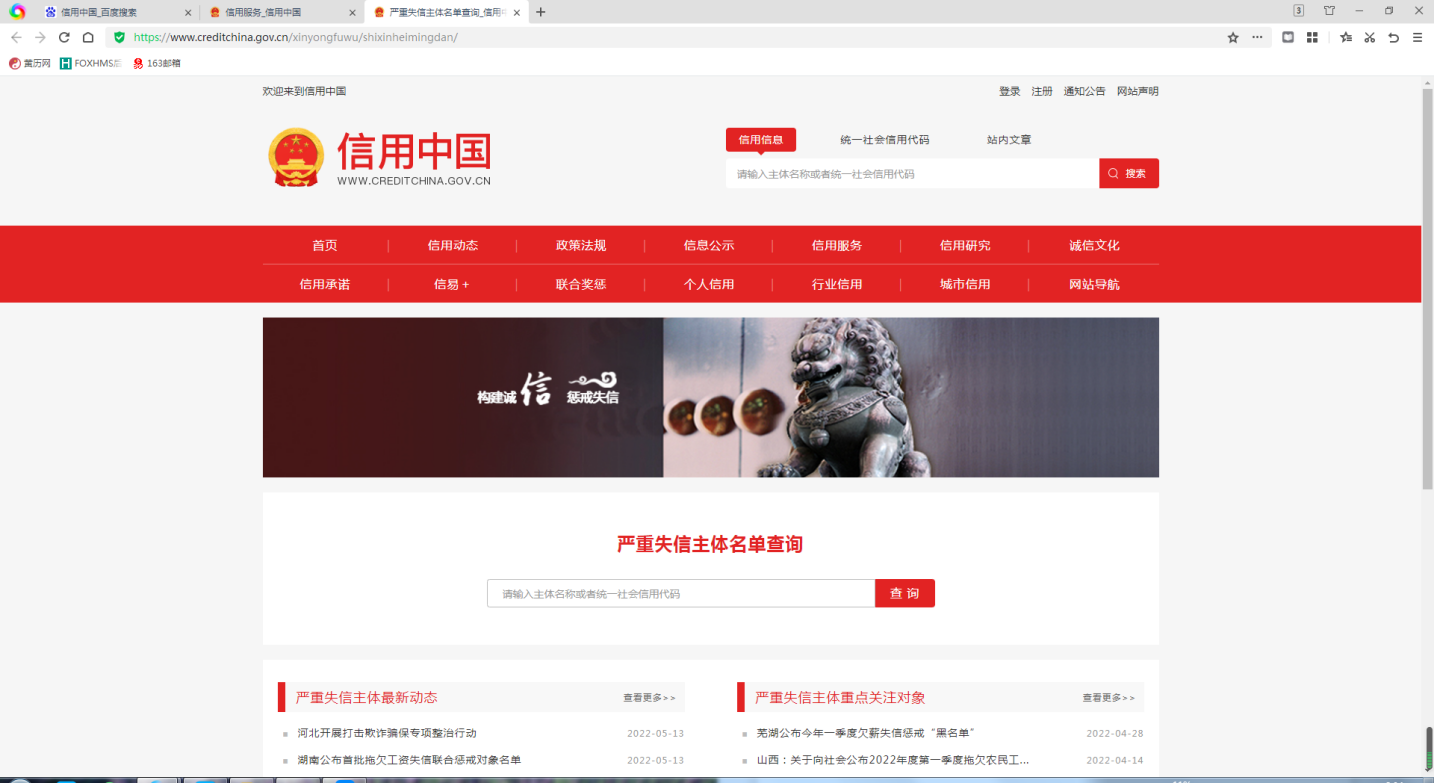 信用中国_百度搜索
信用服务_信用中国
严重失信主体名单查询_信用中
3
https://www.creditchina.gov.cn/xinyongfuwu/shixinheimingdan/
黄历网 FOXHMS后 163邮箱
欢迎来到信用中国
登录 注册 通知公告 网站声明
信用中国
WWW.CREDITCHINA.GOV.CN
信用信息 统一社会信用代码 站内文章
请输入主体名称或者统一社会信用代码 搜索
首页 | 信用动态 | 政策法规 | 信息公示 | 信用服务 | 信用研究 | 诚信文化
信用承诺 | 信易 + | 联合奖惩 | 个人信用 | 行业信用 | 城市信用 | 网站导航
构建诚信 惩戒失信
严重失信主体名单查询
请输入主体名称或者统一社会信用代码 查 询
严重失信主体最新动态 查看更多>>
河北开展打击欺诈骗保专项整治行动 2022-05-13
湖南公布首批拖欠工资失信联合惩戒对象名单 2022-05-13
严重失信主体重点关注对象 查看更多>>
芜湖公布今年一季度欠薪失信惩戒“黑名单” 2022-04-28
山西：关于向社会公布2022年度第一季度拖欠农民工... 2022-04-14